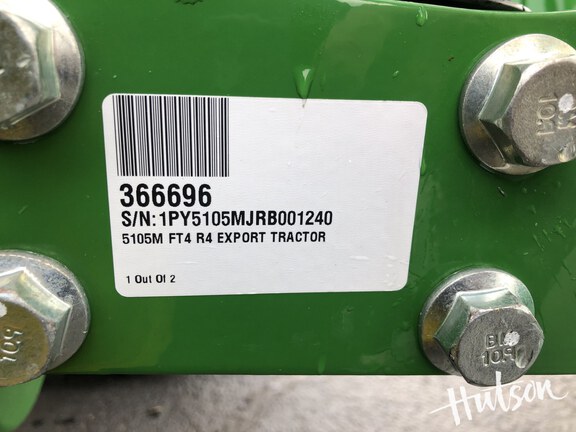 366696
S/N:1PY5105MJRB001240
5105M FT4 R4 EXPORT TRACTOR
1 Out Of 2
Hutson